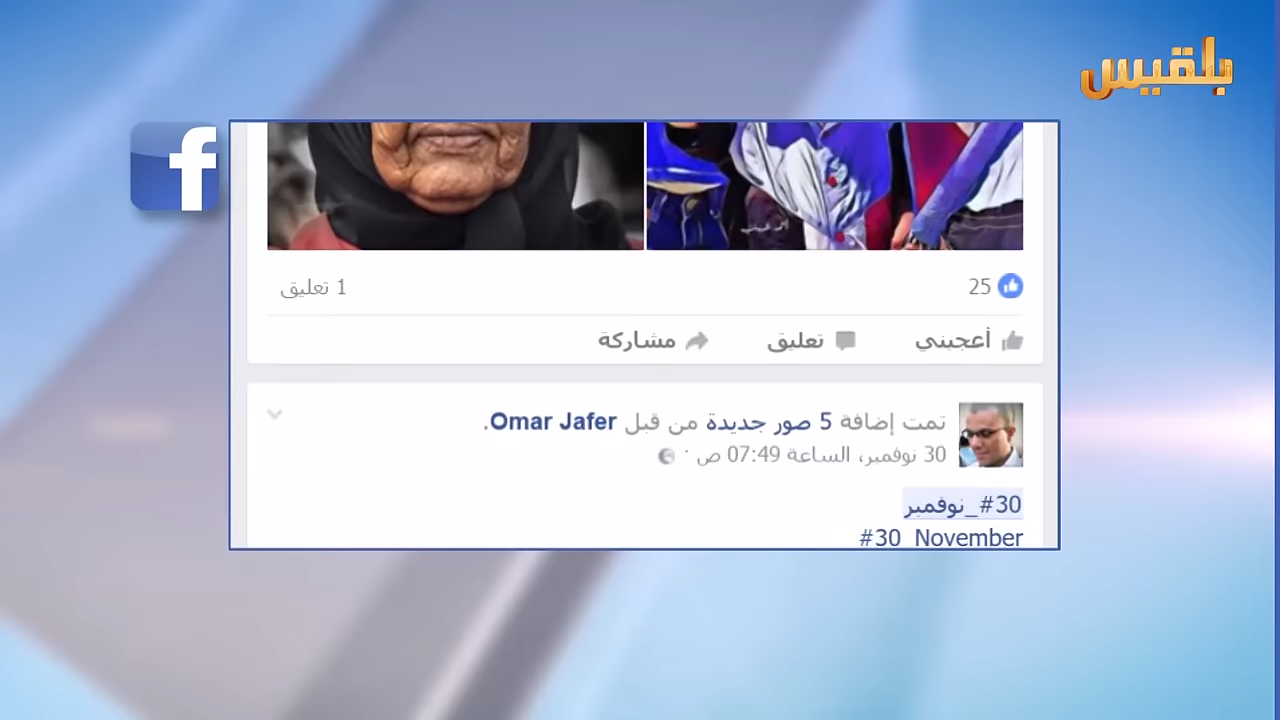 بلقيس
25
1 تعليق
أعجبني تعليق مشاركة
تمت إضافة 5 صور جديدة من قبل Omar Jafer.
30 نوفمبر، الساعة 07:49 ص ·
#30_نوفمبر
#30_November